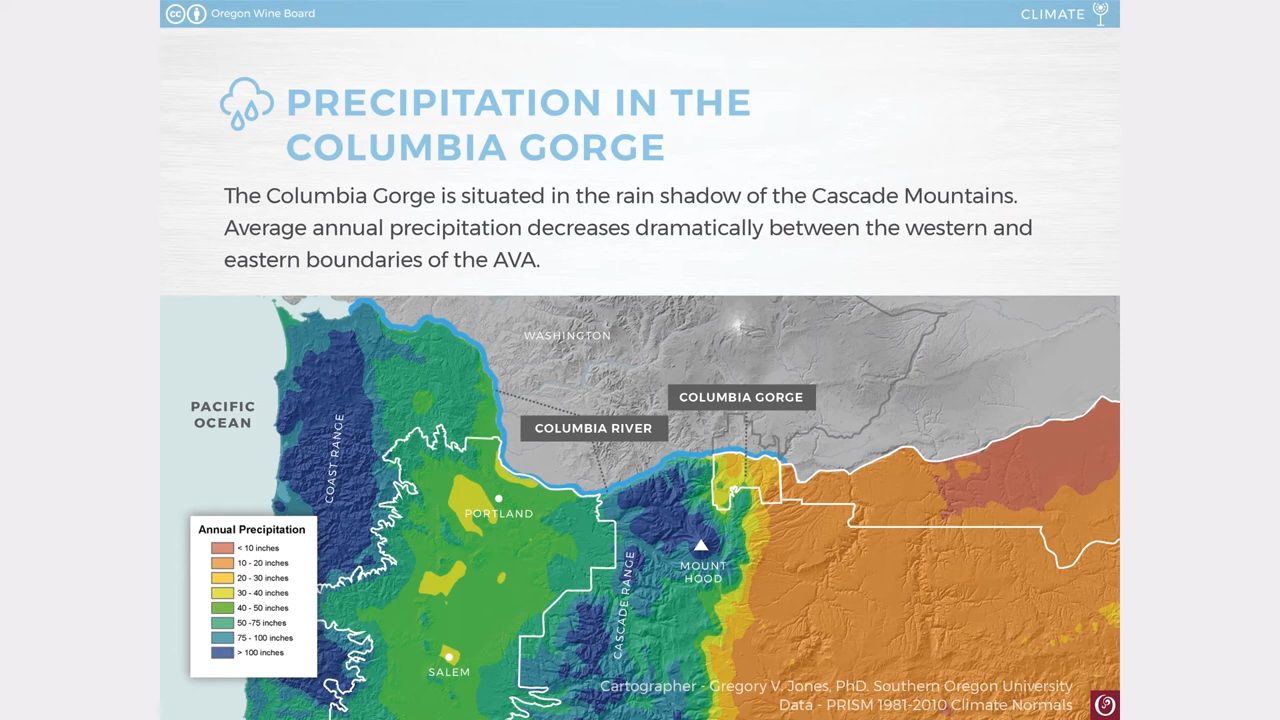 Oregon Wine Board
CLIMATE
PRECIPITATION IN THE
COLUMBIA GORGE
The Columbia Gorge is situated in the rain shadow of the Cascade Mountains.
Average annual precipitation decreases dramatically between the western and
eastern boundaries of the AVA.
WASHINGTON
PACIFIC
OCEAN
COLUMBIA GORGE
COLUMBIA RIVER
COAST RANGE
PORTLAND
MOUNT
HOOD
CASCADE RANGE
SALEM
Annual Precipitation
< 10 inches
10 - 20 inches
20 - 30 inches
30 - 40 inches
40 - 50 inches
50 -75 inches
75 - 100 inches
> 100 inches
Cartographer - Gregory V. Jones, PhD. Southern Oregon University
Data - PRISM 1981-2010 Climate Normals